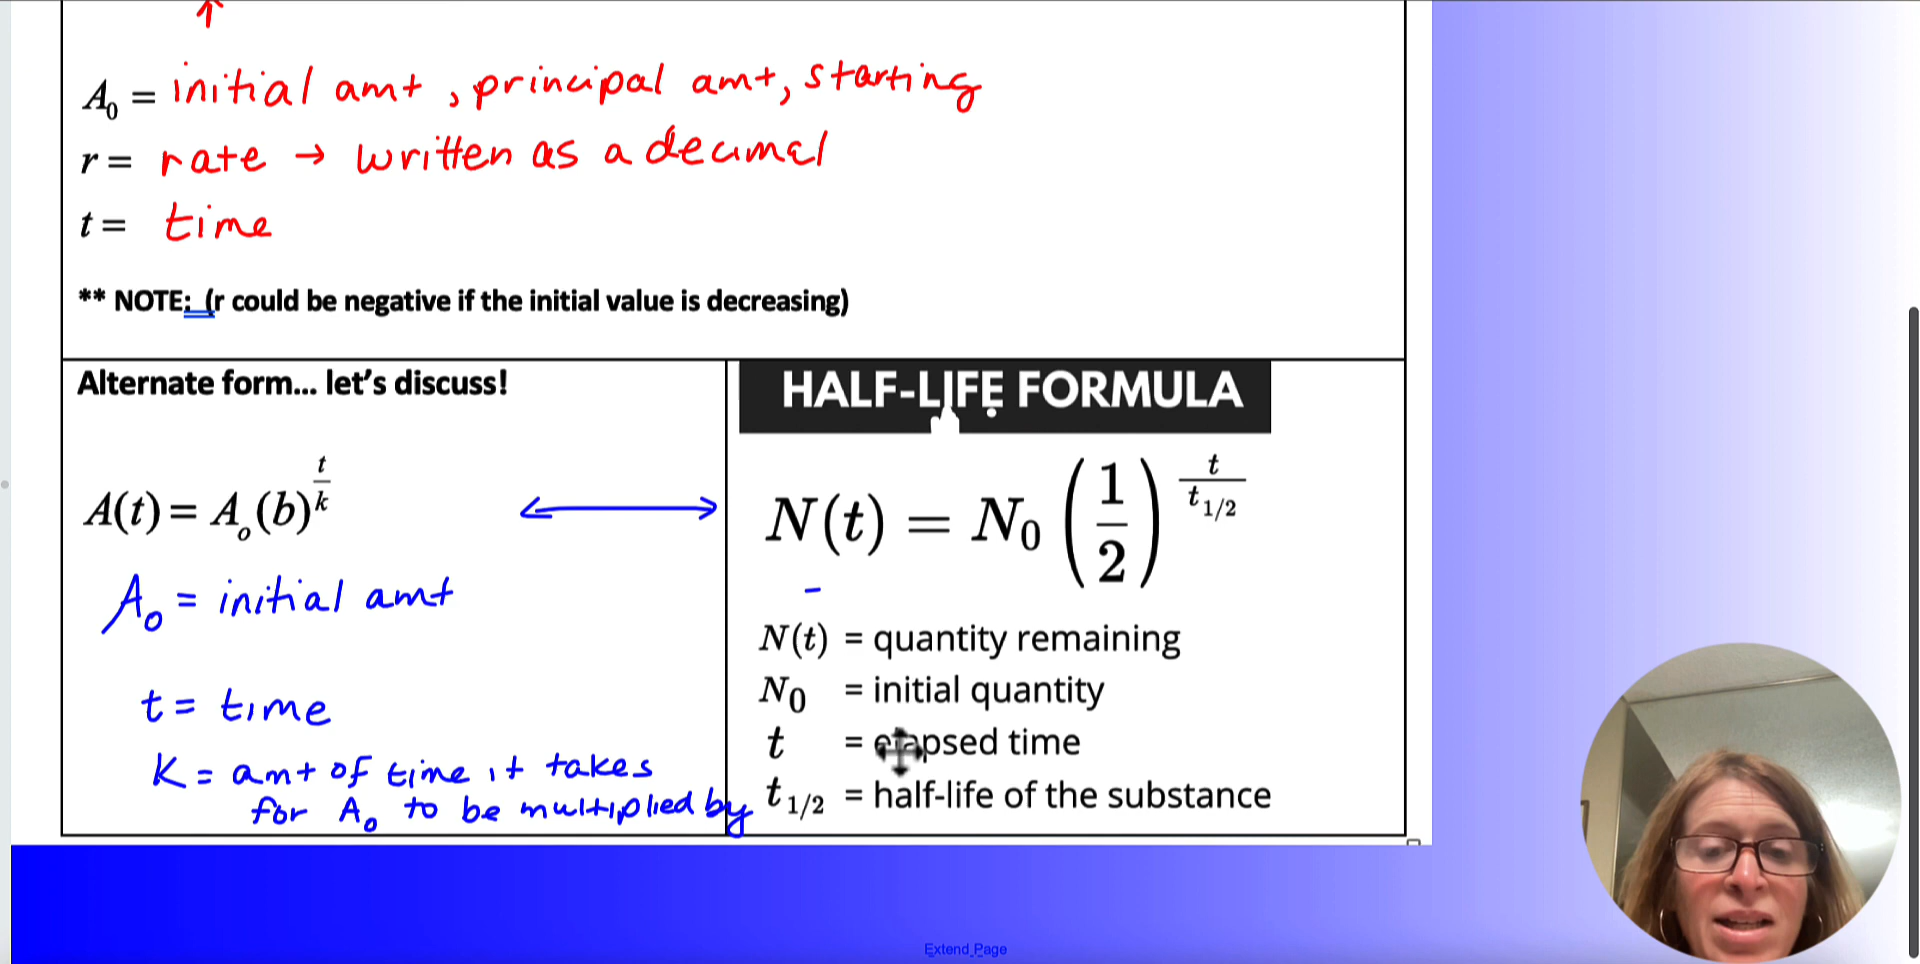 A₀ = initial amt, principal amt, starting
r = rate → written as a decimal
t = time
** NOTE: (r could be negative if the initial value is decreasing)
Alternate form... let's discuss!
A(t) = Aₒ(b)^(t/k)
A₀ = initial amt
t = time
K = amt of time it takes
for A₀ to be multiplied by
HALF-LIFE FORMULA
N(t) = N₀ (1/2)^(t/t₁/₂)
N(t) = quantity remaining
N₀ = initial quantity
t = elapsed time
t₁/₂ = half-life of the substance
Extend Page